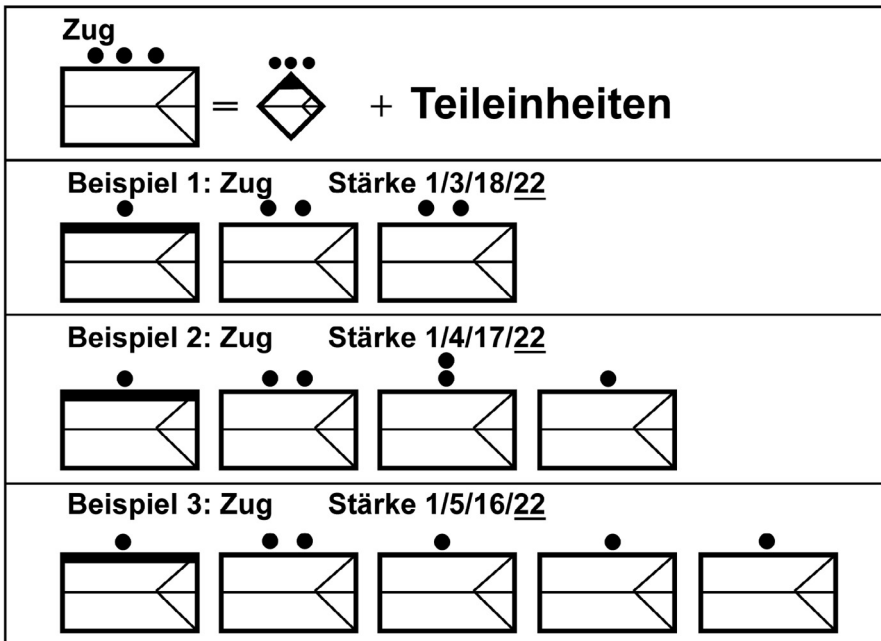 Zug
= + Teileinheiten
Beispiel 1: Zug Stärke 1/3/18/22
Beispiel 2: Zug Stärke 1/4/17/22
Beispiel 3: Zug Stärke 1/5/16/22